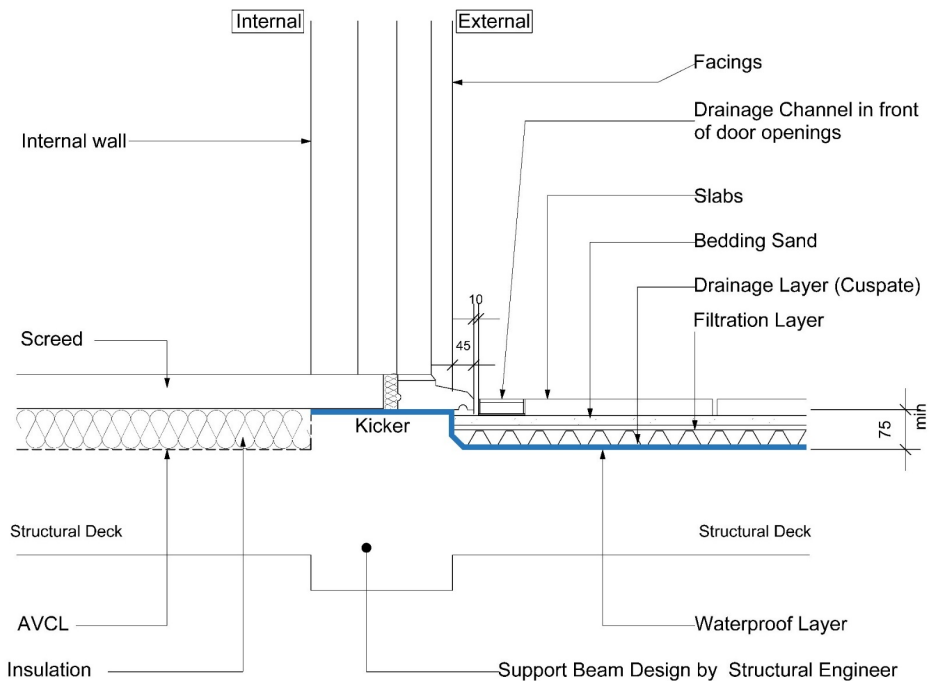 Internal
External
Facings
Drainage Channel in front
of door openings
Internal wall
Slabs
Bedding Sand
Drainage Layer (Cuspate)
10
Filtration Layer
Screed
45
Kicker
75
min
Structural Deck
Structural Deck
AVCL
Waterproof Layer
Insulation
Support Beam Design by Structural Engineer